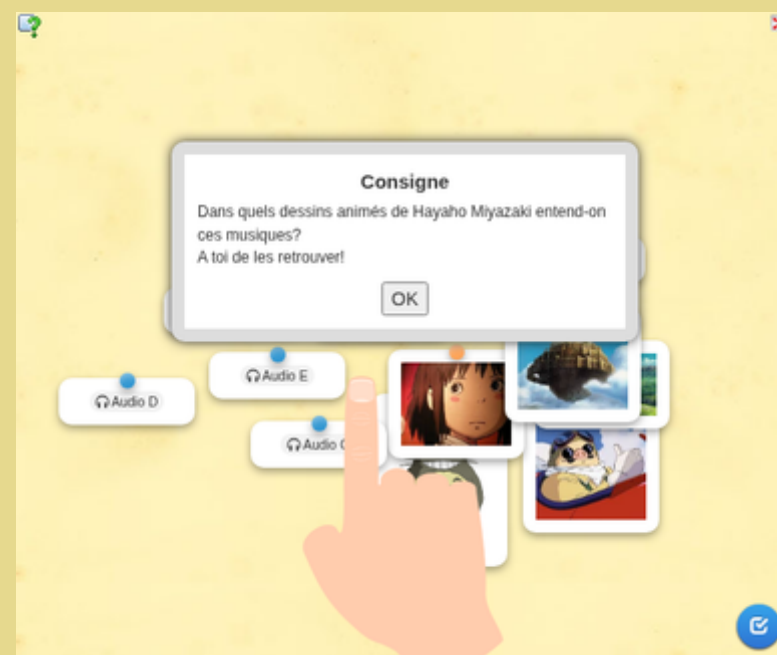 Consigne
Dans quels dessins animés de Hayaho Miyazaki entend-on
ces musiques?
A toi de les retrouver!
OK
Audio E
Audio D
Audio